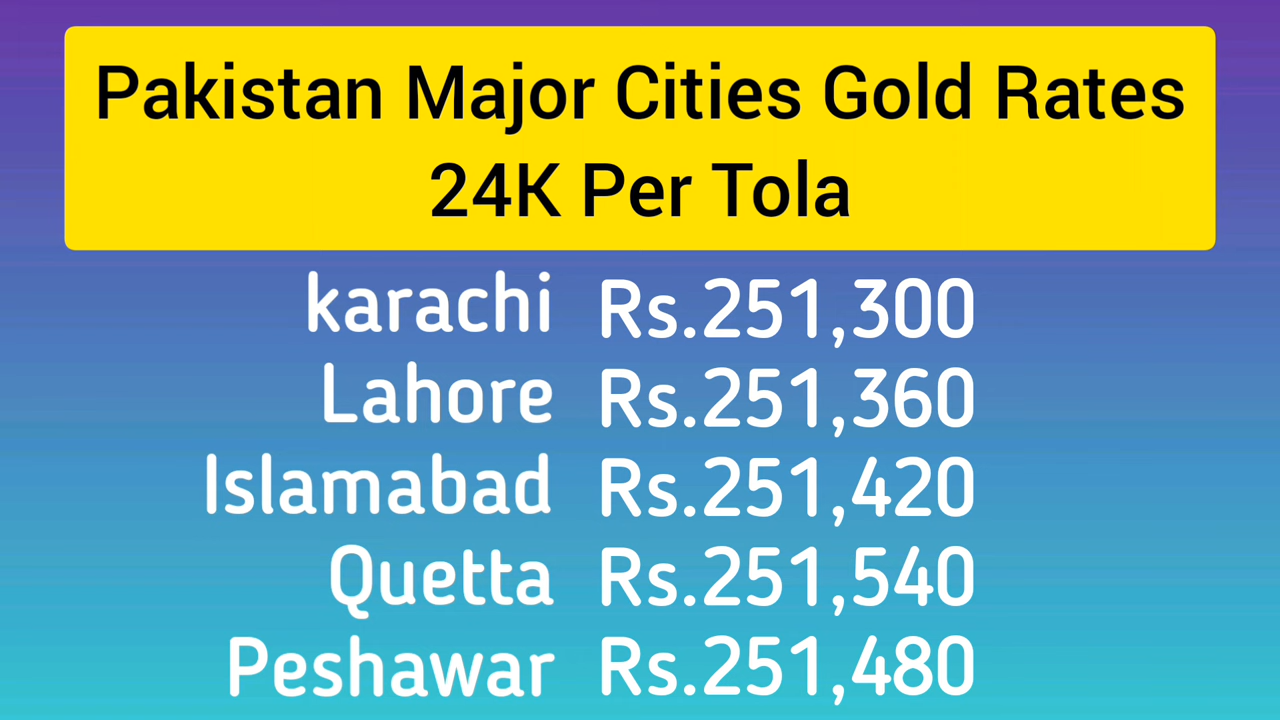 Pakistan Major Cities Gold Rates
24K Per Tola
karachi Rs.251,300
Lahore Rs.251,360
Islamabad Rs.251,420
Quetta Rs.251,540
Peshawar Rs.251,480